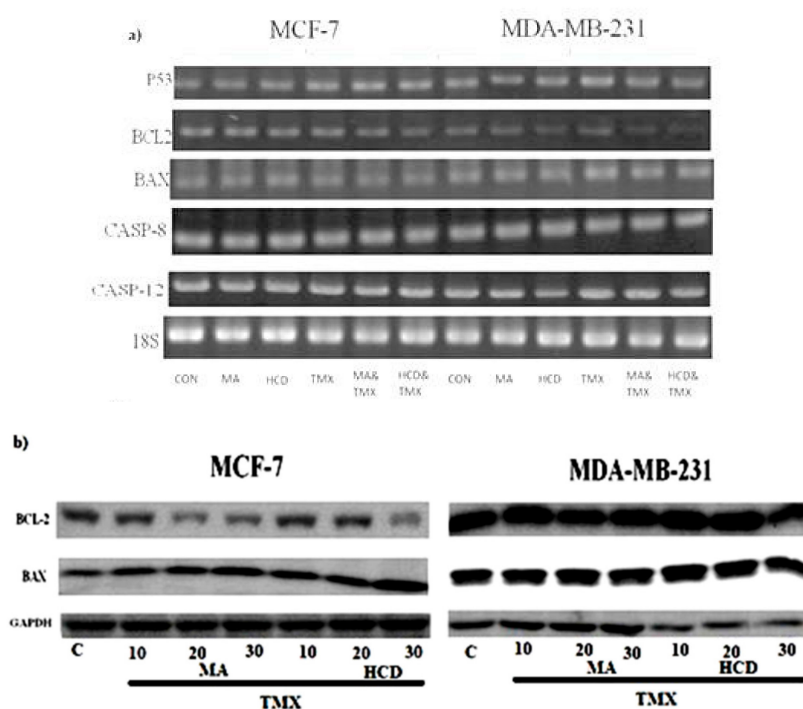 a)
MCF-7 MDA-MB-231
P53
BCL2
BAX
CASP-8
CASP-12
18S
CON MA HCD TMX MA& TMX HCD& TMX CON MA HCD TMX MA& TMX HCD& TMX
b)
MCF-7 MDA-MB-231
BCL-2
BAX
GAPDH
C 10 20 30 10 20 30 C 10 20 30 10 20 30
MA HCD MA HCD
TMX TMX